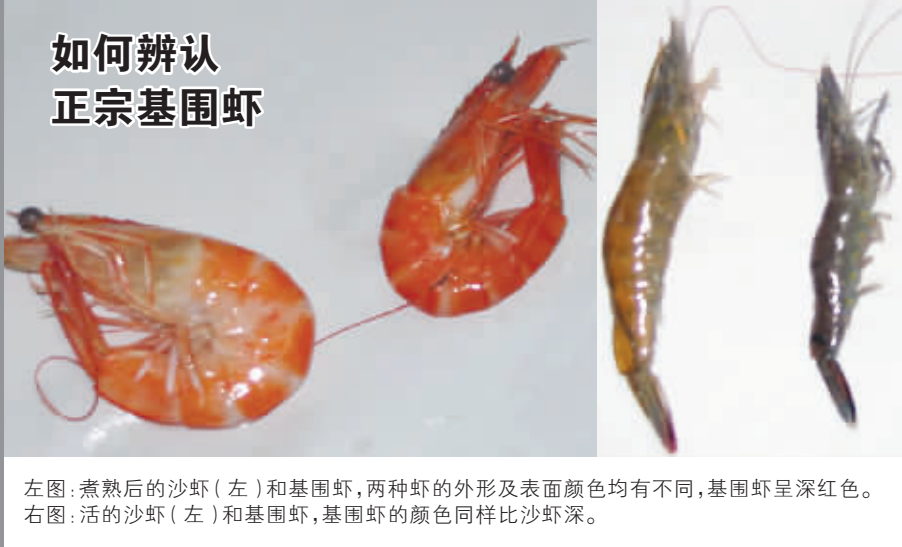 如何辨认
正宗基围虾
左图:煮熟后的沙虾(左)和基围虾,两种虾的外形及表面颜色均有不同,基围虾呈深红色。
右图:活的沙虾(左)和基围虾,基围虾的颜色同样比沙虾深。